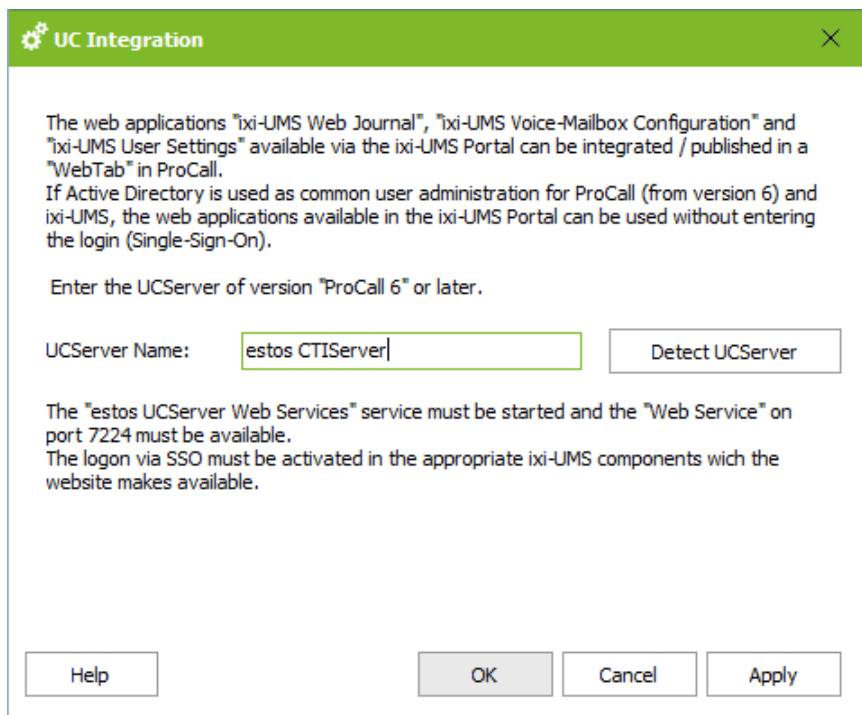 UC Integration
The web applications "ixi-UMS Web Journal", "ixi-UMS Voice-Mailbox Configuration" and
"ixi-UMS User Settings" available via the ixi-UMS Portal can be integrated / published in a
"WebTab" in ProCall.
If Active Directory is used as common user administration for ProCall (from version 6) and
ixi-UMS, the web applications available in the ixi-UMS Portal can be used without entering
the login (Single-Sign-On).
Enter the UCServer of version "ProCall 6" or later.
UCServer Name: estos CTIServer Detect UCServer
The "estos UCServer Web Services" service must be started and the "Web Service" on
port 7224 must be available.
The logon via SSO must be activated in the appropriate ixi-UMS components wich the
website makes available.
Help OK Cancel Apply